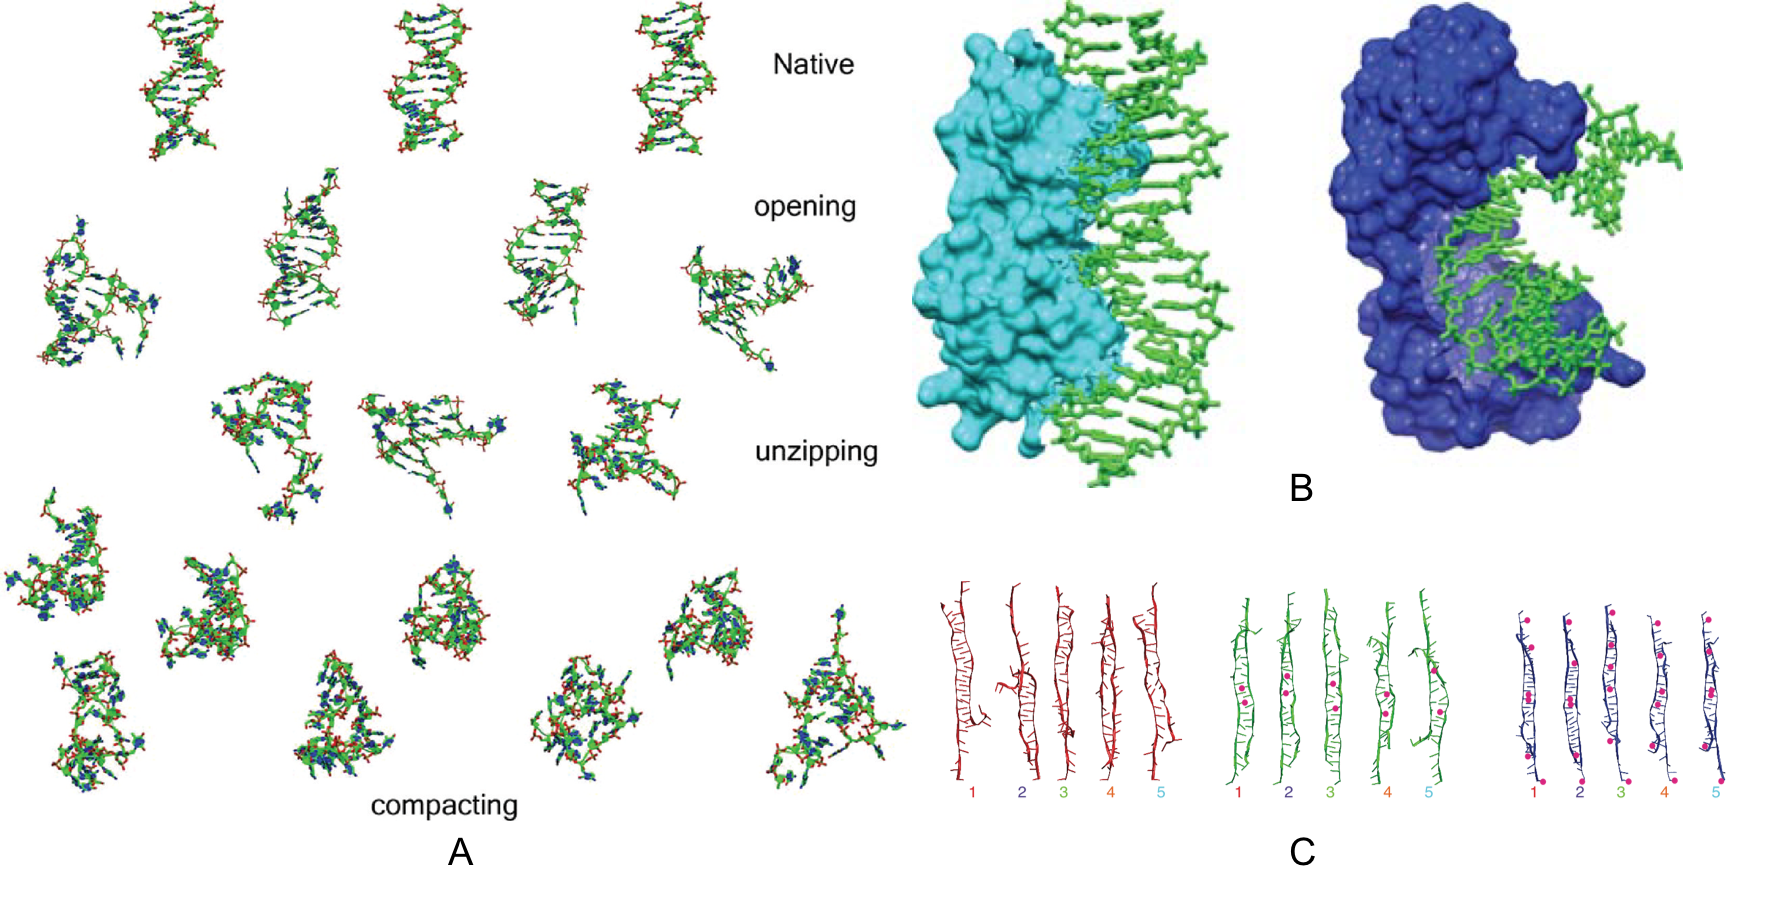 Native
opening
unzipping
compacting
A
B
1 2 3 4 5
1 2 3 4 5
1 2 3 4 5
C